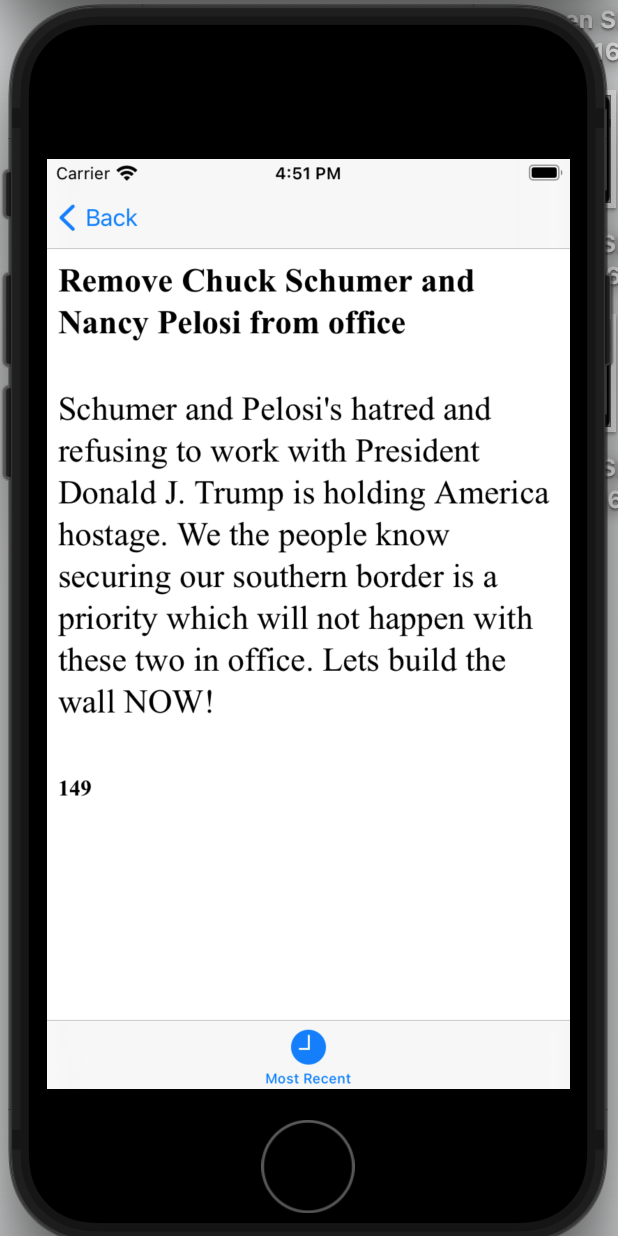 Carrier 4:51 PM
Back
Remove Chuck Schumer and
Nancy Pelosi from office
Schumer and Pelosi's hatred and
refusing to work with President
Donald J. Trump is holding America
hostage. We the people know
securing our southern border is a
priority which will not happen with
these two in office. Lets build the
wall NOW!
149
Most Recent